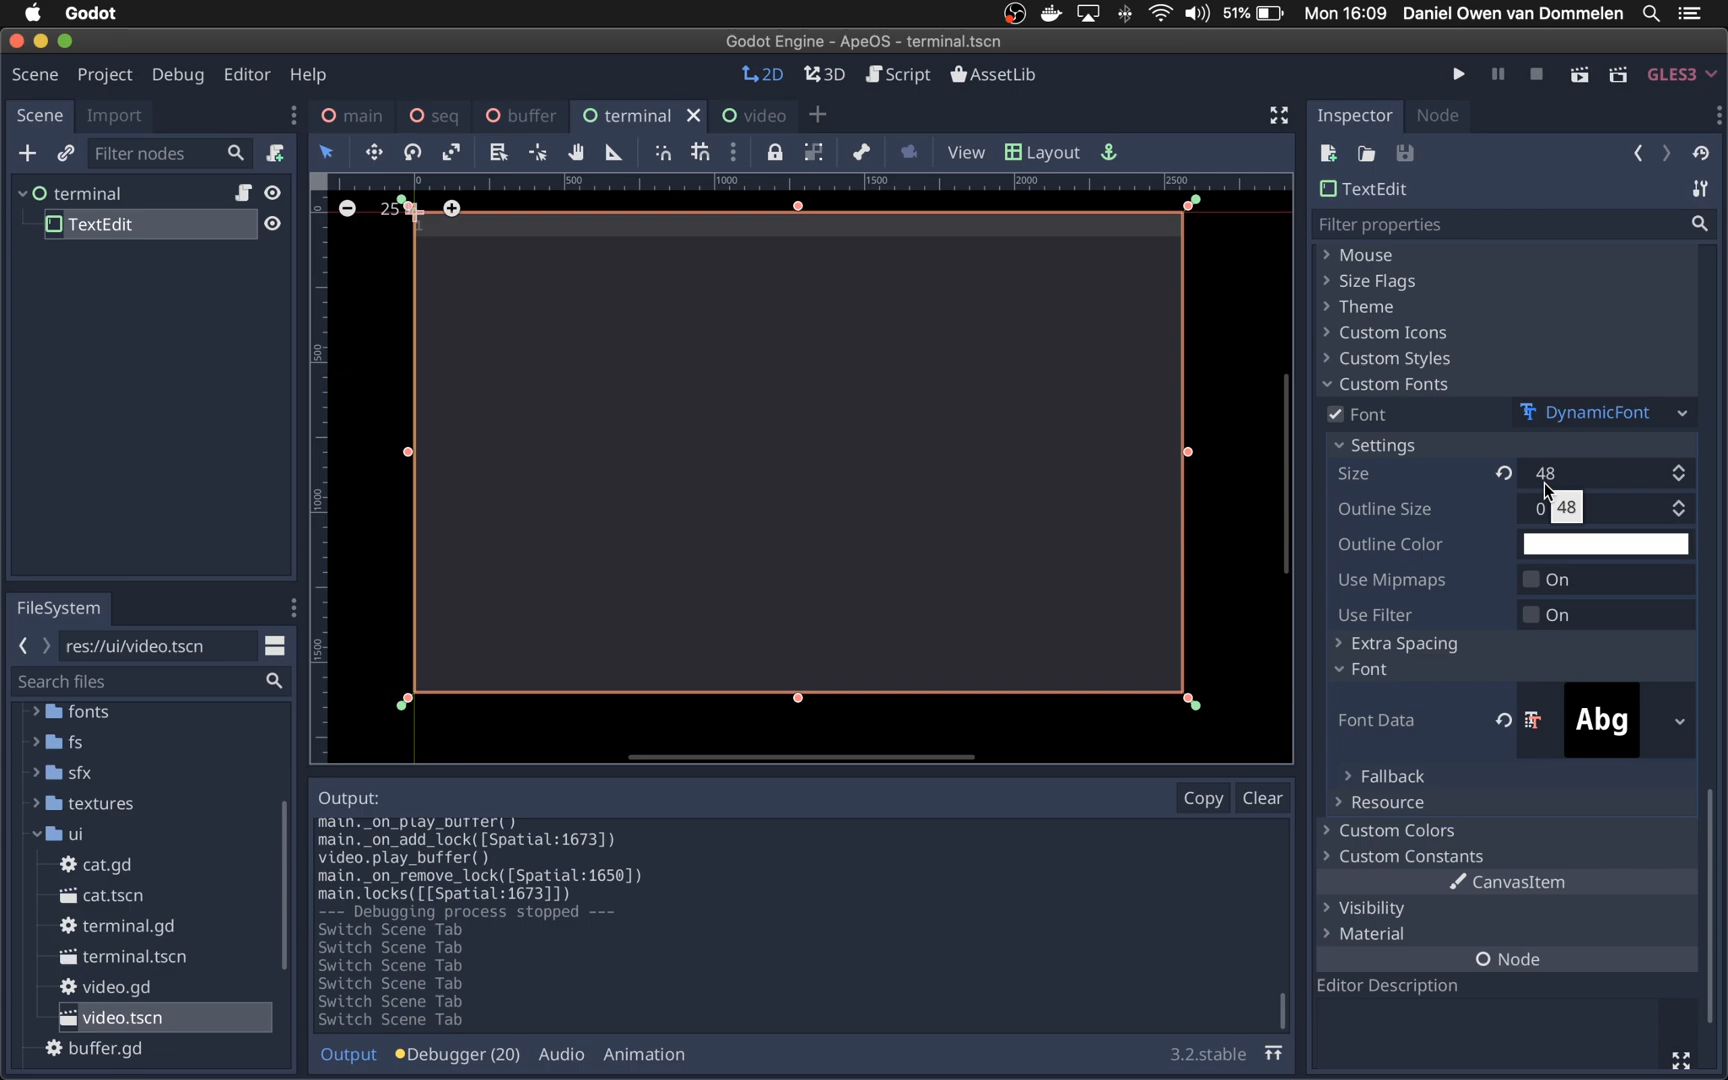 Godot
51%
Mon 16:09
Daniel Owen van Dommelen
Godot Engine - ApeOS - terminal.tscn
Scene Project Debug Editor Help
2D 3D Script AssetLib
GLES3
Scene Import
main seq buffer terminal video
Inspector Node
Filter nodes
View Layout
terminal
TextEdit
TextEdit
Filter properties
0 500 1000 1500 2000 2500
0
500
1000
1500
25
1
Mouse
Size Flags
Theme
Custom Icons
Custom Styles
Custom Fonts
Font DynamicFont
Settings
Size 48
48
Outline Size 0
Outline Color
Use Mipmaps On
Use Filter On
Extra Spacing
Font
Font Data Abg
Fallback
Resource
Custom Colors
Custom Constants
CanvasItem
Visibility
Material
Node
Editor Description
FileSystem
res://ui/video.tscn
Search files
fonts
fs
sfx
textures
ui
cat.gd
cat.tscn
terminal.gd
terminal.tscn
video.gd
video.tscn
buffer.gd
Output: Copy Clear
main._on_play_buffer()
main._on_add_lock([Spatial:1673])
video.play_buffer()
main._on_remove_lock([Spatial:1650])
main.locks([[Spatial:1673]])
--- Debugging process stopped ---
Switch Scene Tab
Switch Scene Tab
Switch Scene Tab
Switch Scene Tab
Switch Scene Tab
Switch Scene Tab
Output Debugger (20) Audio Animation 3.2.stable